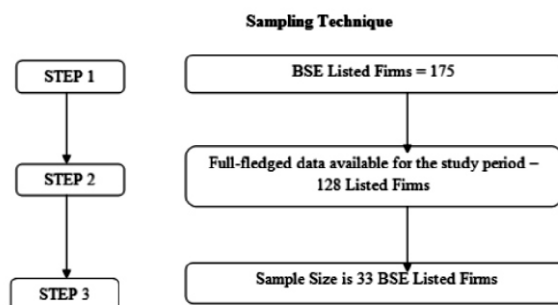 Sampling Technique
STEP 1
BSE Listed Firms = 175
STEP 2
Full-fledged data available for the study period –
128 Listed Firms
STEP 3
Sample Size is 33 BSE Listed Firms